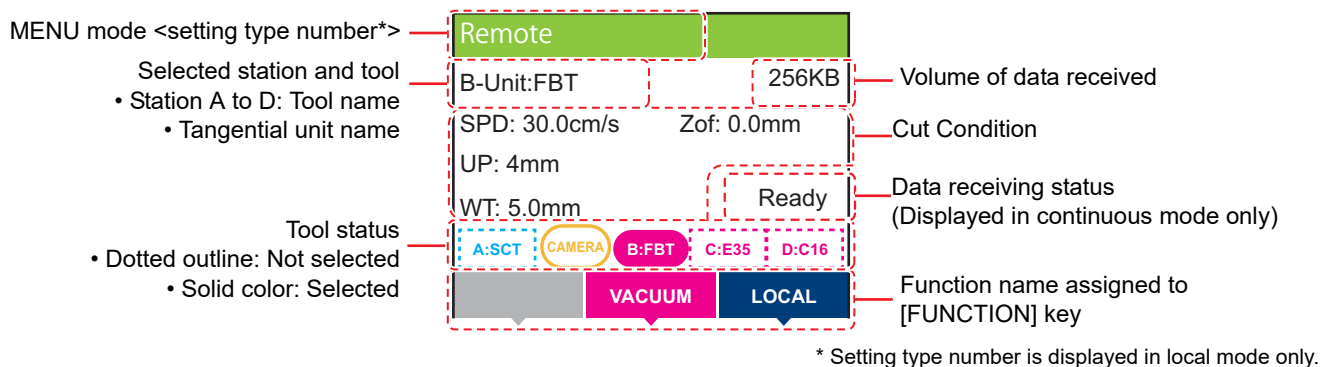 MENU mode <setting type number*>
Remote
Selected station and tool
• Station A to D: Tool name
• Tangential unit name
B-Unit:FBT
256KB
Volume of data received
SPD: 30.0cm/s
Zof: 0.0mm
UP: 4mm
WT: 5.0mm
Cut Condition
Ready
Data receiving status
(Displayed in continuous mode only)
Tool status
• Dotted outline: Not selected
• Solid color: Selected
A:SCT
CAMERA
B:FBT
C:E35
D:C16
VACUUM
LOCAL
Function name assigned to
[FUNCTION] key
* Setting type number is displayed in local mode only.